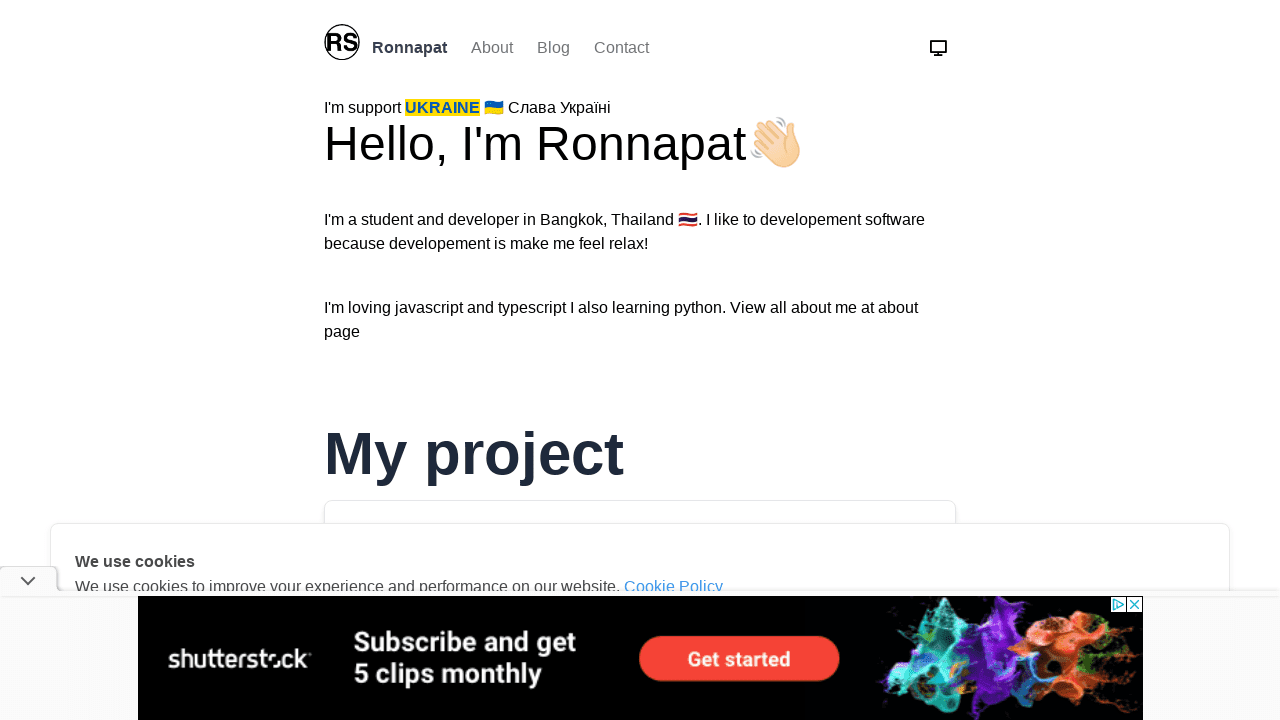 RS
Ronnapat About Blog Contact
I'm support UKRAINE 🇺🇦 Слава Україні
Hello, I'm Ronnapat👋🏻
I'm a student and developer in Bangkok, Thailand 🇹🇭. I like to developement software
because developement is make me feel relax!
I'm loving javascript and typescript I also learning python. View all about me at about
page
My project
We use cookies
We use cookies to improve your experience and performance on our website. Cookie Policy
shutterstock
Subscribe and get
5 clips monthly
Get started